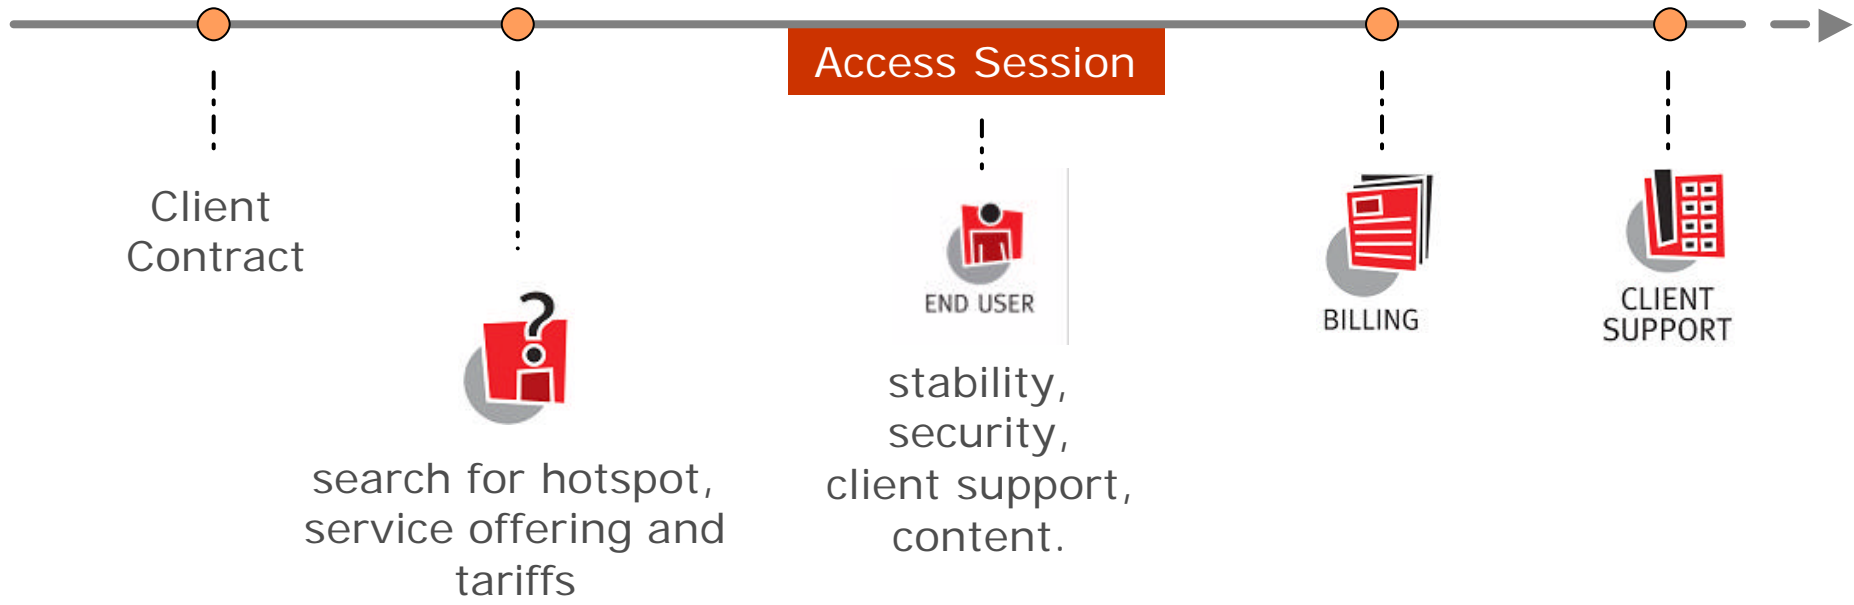 Access Session
Client
Contract
search for hotspot,
service offering and
tariffs
END USER
stability,
security,
client support,
content.
BILLING
CLIENT
SUPPORT